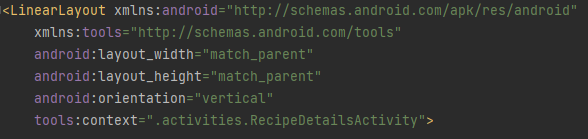 <LinearLayout xmlns:android="http://schemas.android.com/apk/res/android"
    xmlns:tools="http://schemas.android.com/tools"
    android:layout_width="match_parent"
    android:layout_height="match_parent"
    android:orientation="vertical"
    tools:context=".activities.RecipeDetailsActivity">